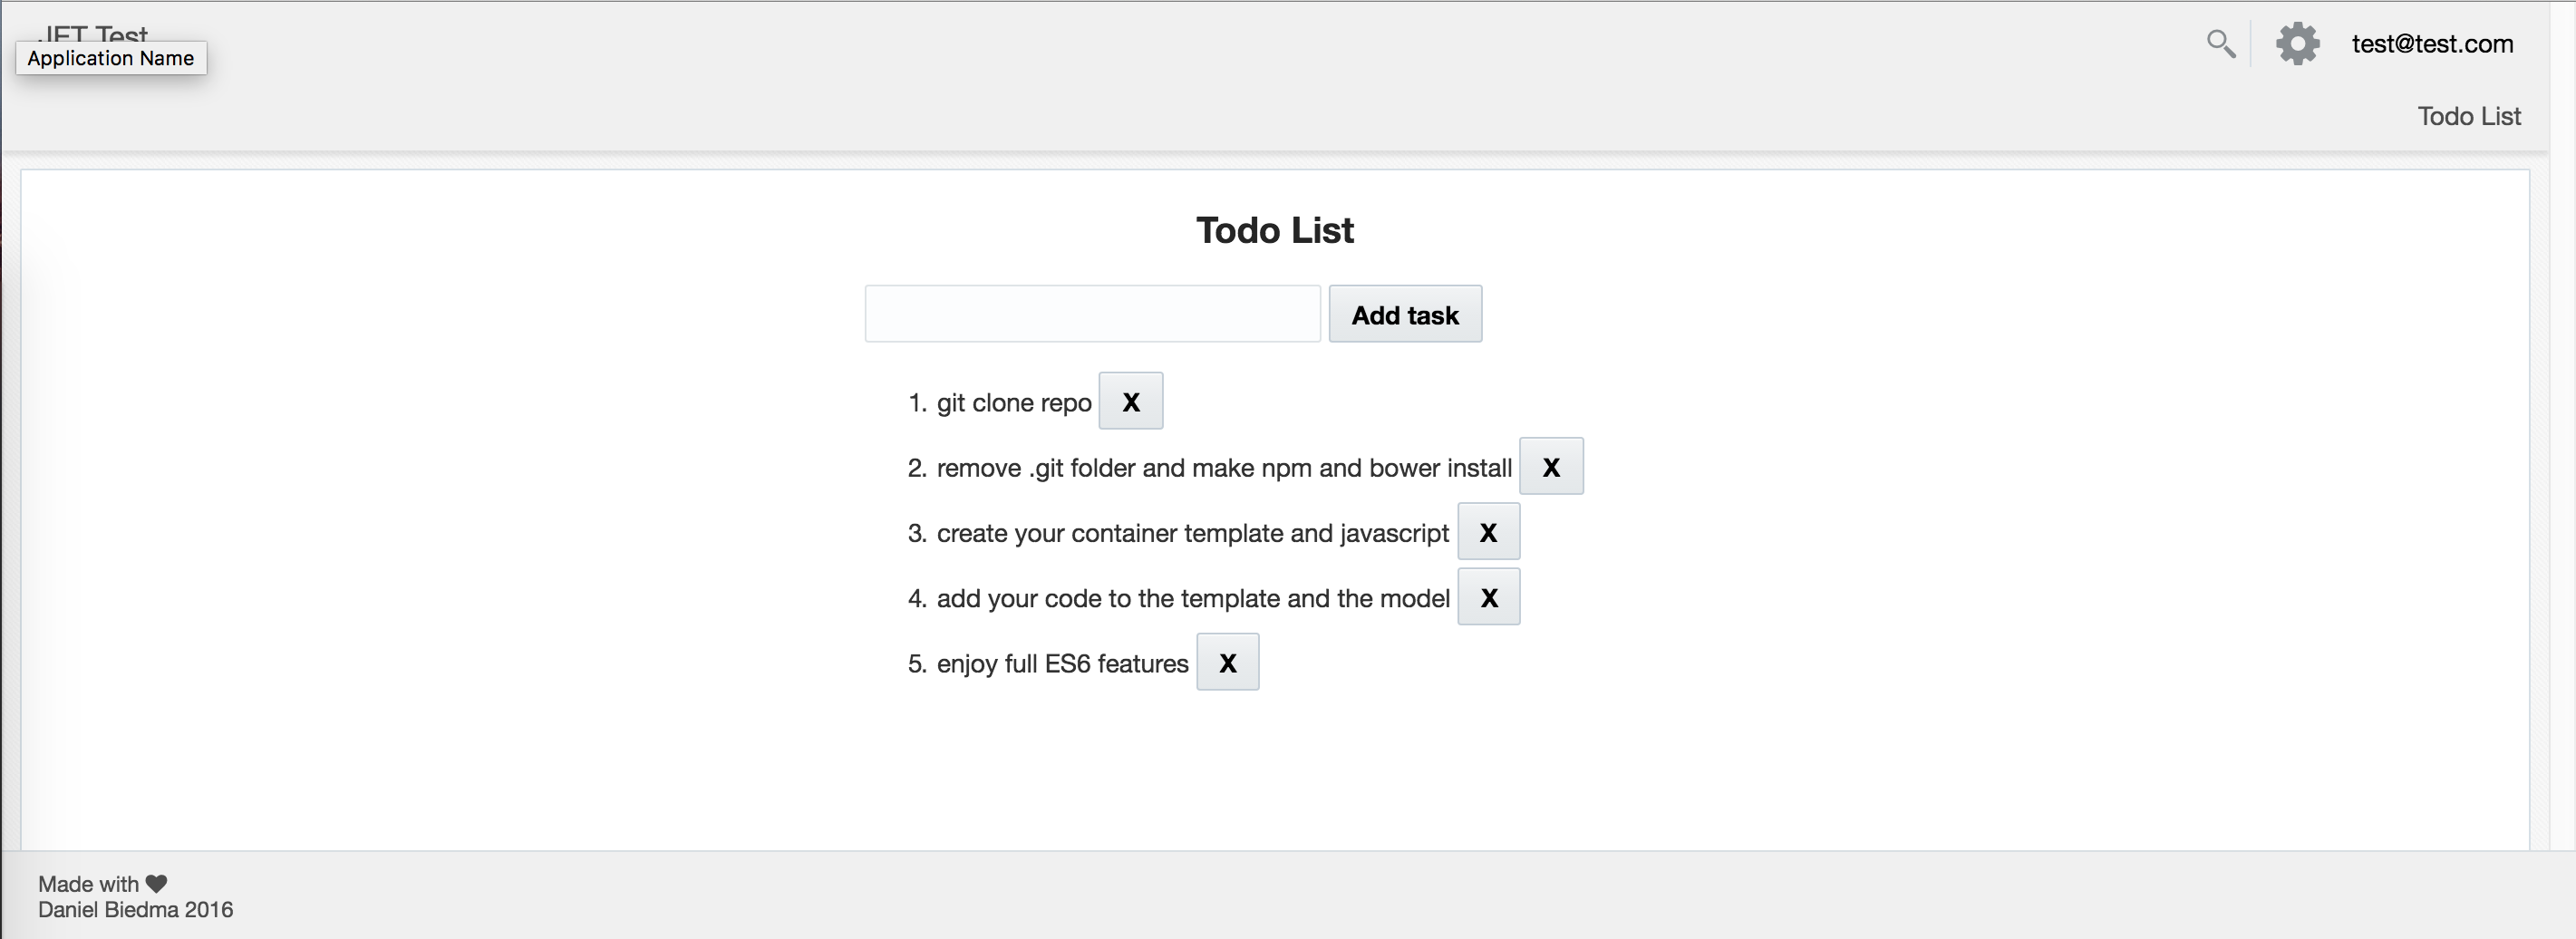 JET Test
Application Name
test@test.com
Todo List
Todo List
Add task
1. git clone repo X
2. remove .git folder and make npm and bower install X
3. create your container template and javascript X
4. add your code to the template and the model X
5. enjoy full ES6 features X
Made with ♥
Daniel Biedma 2016